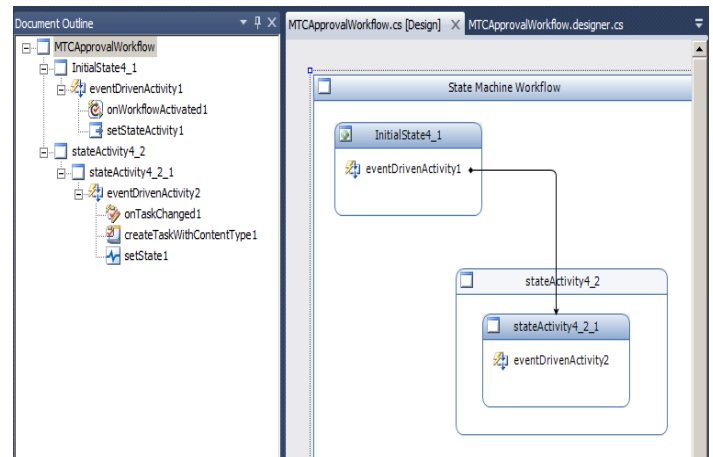 Document Outline
MTCApprovalWorkflow
InitialState4_1
eventDrivenActivity1
onWorkflowActivated1
setStateActivity1
stateActivity4_2
stateActivity4_2_1
eventDrivenActivity2
onTaskChanged1
createTaskWithContentType1
setState1
MTCApprovalWorkflow.cs [Design] MTCApprovalWorkflow.designer.cs
State Machine Workflow
InitialState4_1
eventDrivenActivity1
stateActivity4_2
stateActivity4_2_1
eventDrivenActivity2